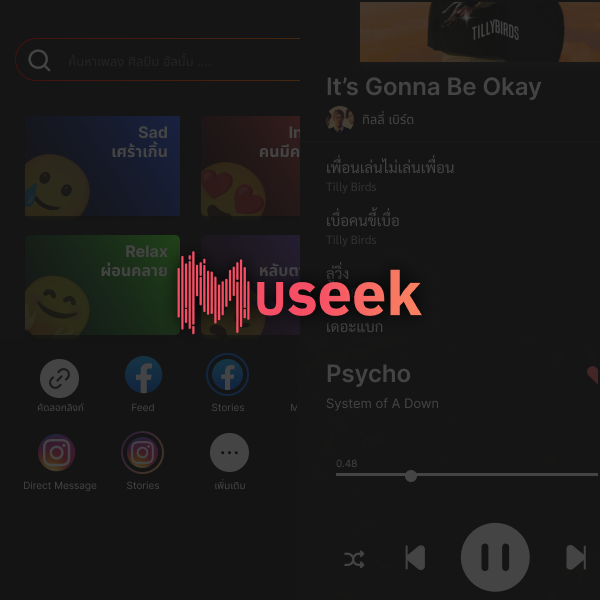 ค้นหาเพลง ศิลปิน อัลบั้ม ....
Sad
เศร้าเกิ้น
คนมีค
Relax
ผ่อนคลาย
หลับต
คัดลอกลิงก์
Feed
Stories
M
Direct Message
Stories
เพิ่มเติม
Museek
TILLYBIRDS
It's Gonna Be Okay
ทิลลี่ เบิร์ด
เพื่อนเล่นไม่เล่นเพื่อน
Tilly Birds
เบื่อคนขี้เบื่อ
Tilly Birds
ลู่วิ่ง
เดอะแบก
Psycho
System of A Down
0.48